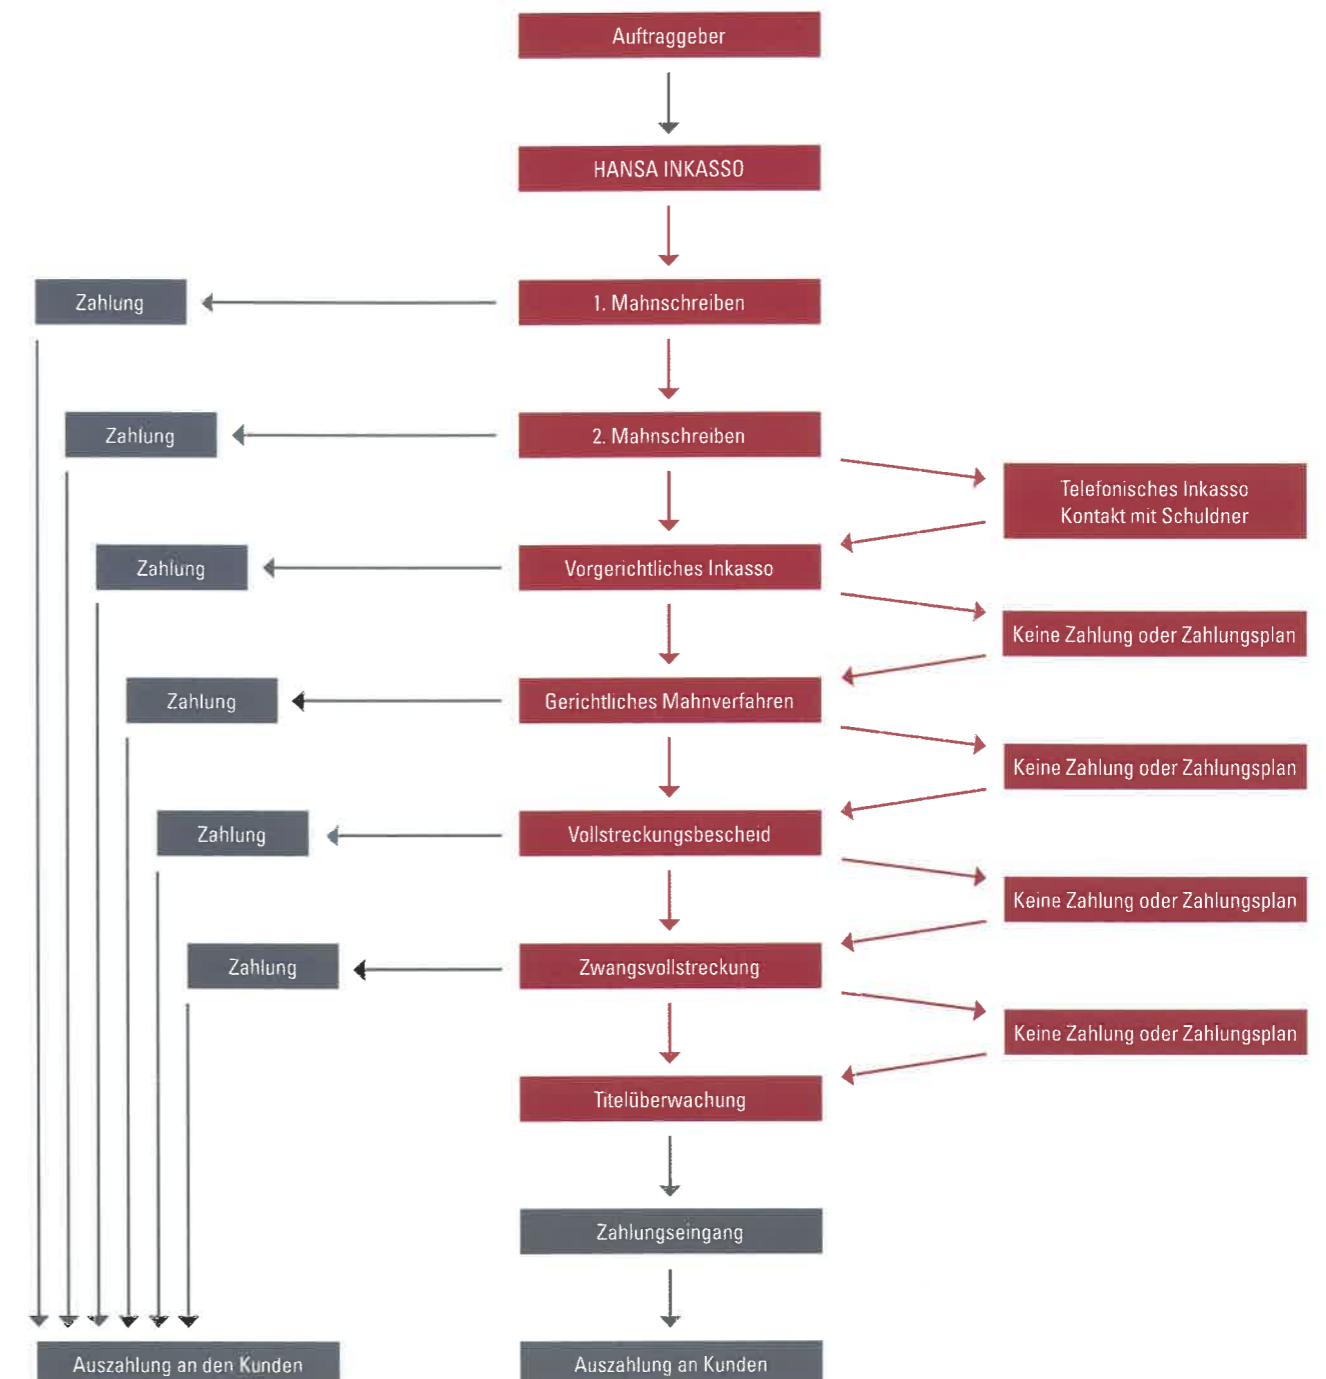 Auftraggeber
HANSA INKASSO
Zahlung
1. Mahnschreiben
Zahlung
2. Mahnschreiben
Telefonisches Inkasso
Kontakt mit Schuldner
Zahlung
Vorgerichtliches Inkasso
Keine Zahlung oder Zahlungsplan
Zahlung
Gerichtliches Mahnverfahren
Keine Zahlung oder Zahlungsplan
Zahlung
Vollstreckungsbescheid
Keine Zahlung oder Zahlungsplan
Zahlung
Zwangsvollstreckung
Keine Zahlung oder Zahlungsplan
Titelüberwachung
Zahlungseingang
Auszahlung an den Kunden
Auszahlung an Kunden